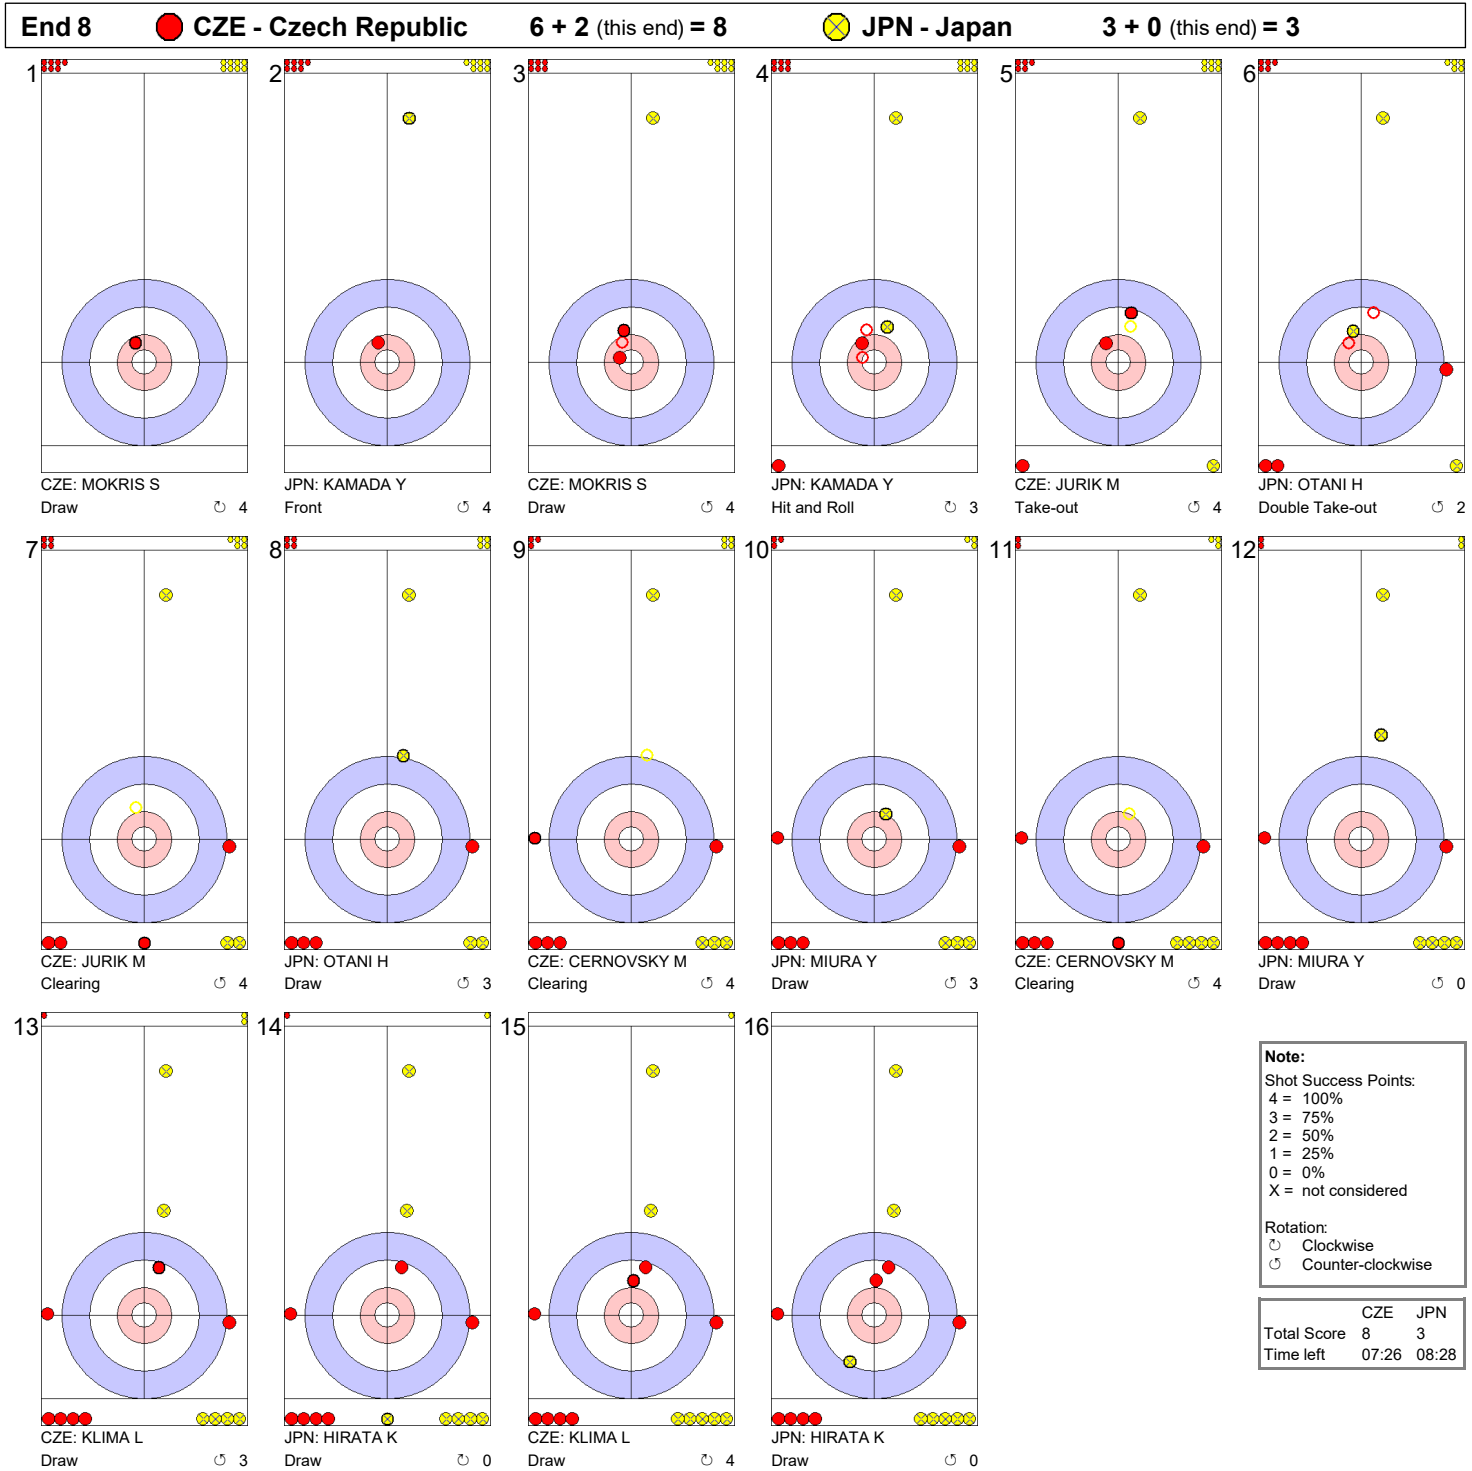 End 8 CZE - Czech Republic 6 + 2 (this end) = 8 JPN - Japan 3 + 0 (this end) = 3
1 2 3 4 5 6
CZE: MOKRIS S JPN: KAMADA Y CZE: MOKRIS S JPN: KAMADA Y CZE: JURIK M JPN: OTANI H
Draw ↻ 4 Front ↺ 4 Draw ↺ 4 Hit and Roll ↻ 3 Take-out ↺ 4 Double Take-out ↺ 2
7 8 9 10 11 12
CZE: JURIK M JPN: OTANI H CZE: CERNOVSKY M JPN: MIURA Y CZE: CERNOVSKY M JPN: MIURA Y
Clearing ↺ 4 Draw ↺ 3 Clearing ↺ 4 Draw ↺ 3 Clearing ↺ 4 Draw ↺ 0
13 14 15 16
CZE: KLIMA L JPN: HIRATA K CZE: KLIMA L JPN: HIRATA K
Draw ↺ 3 Draw ↻ 0 Draw ↻ 4 Draw ↺ 0
Note:
Shot Success Points:
4 = 100%
3 = 75%
2 = 50%
1 = 25%
0 = 0%
X = not considered
Rotation:
↻ Clockwise
↺ Counter-clockwise
CZE JPN
Total Score 8 3
Time left 07:26 08:28